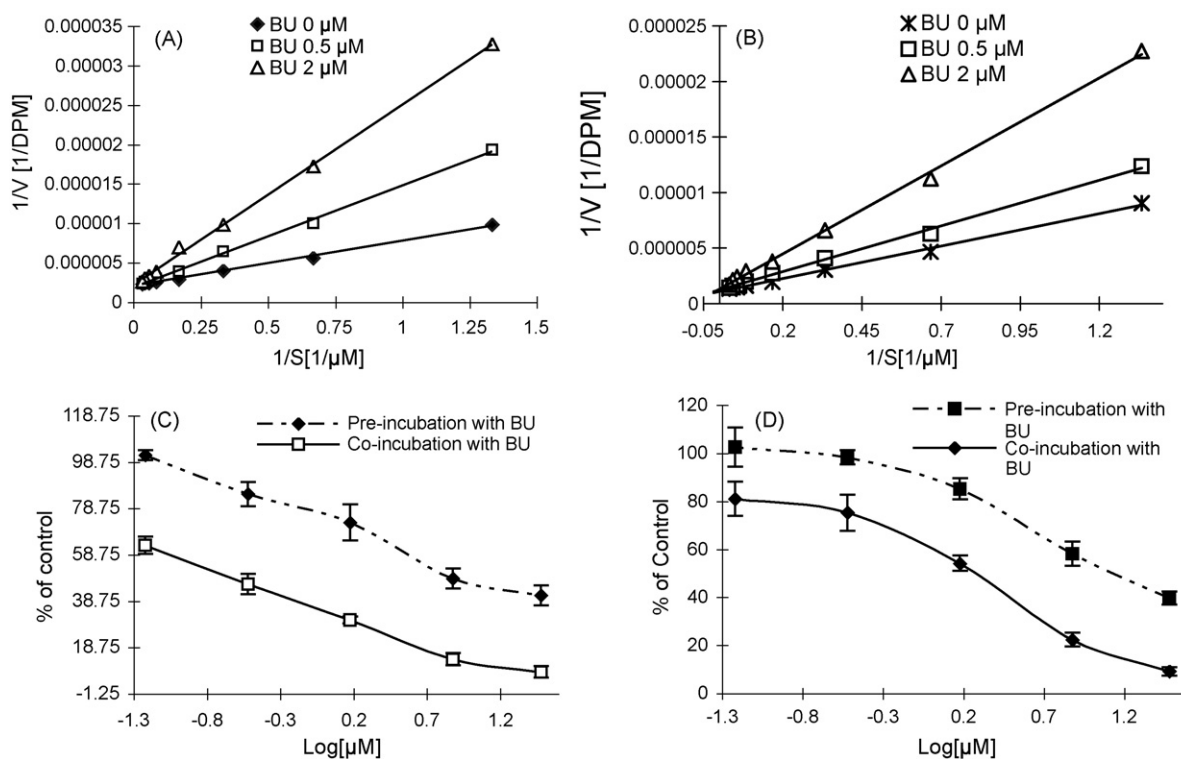 (A)
BU 0 µM
BU 0.5 µM
BU 2 µM
1/V [1/DPM]
0.000035
0.00003
0.000025
0.00002
0.000015
0.00001
0.000005
0
0 0.25 0.5 0.75 1 1.25 1.5
1/S[1/µM]
(B)
BU 0 µM
BU 0.5 µM
BU 2 µM
1/V [1/DPM]
0.000025
0.00002
0.000015
0.00001
0.000005
0
-0.05 0.2 0.45 0.7 0.95 1.2
1/S[1/µM]
(C)
Pre-incubation with BU
Co-incubation with BU
% of control
118.75
98.75
78.75
58.75
38.75
18.75
-1.25
-1.3 -0.8 -0.3 0.2 0.7 1.2
Log[µM]
(D)
Pre-incubation with
BU
Co-incubation with
BU
% of Control
120
100
80
60
40
20
0
-1.3 -0.8 -0.3 0.2 0.7 1.2
Log[µM]